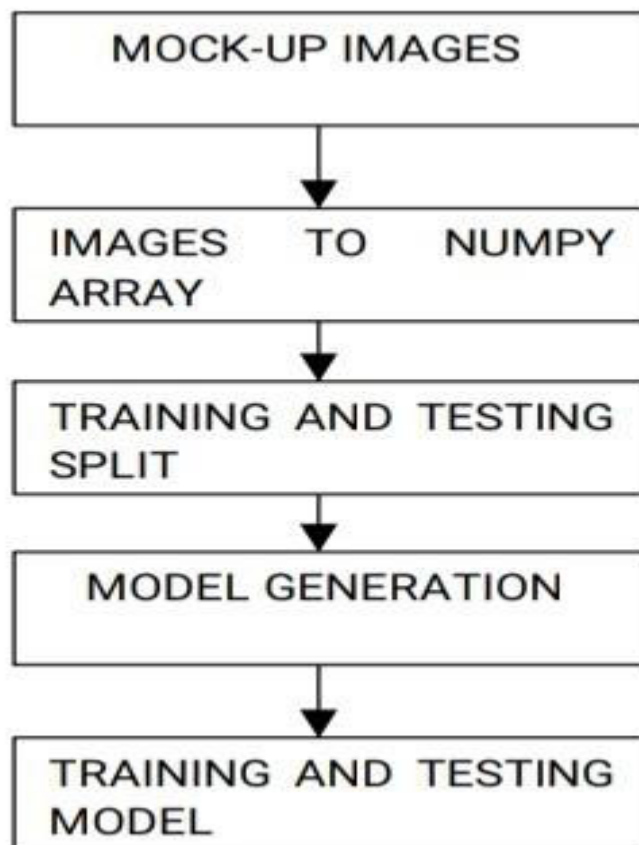 MOCK-UP IMAGES
IMAGES TO NUMPY
ARRAY
TRAINING AND TESTING
SPLIT
MODEL GENERATION
TRAINING AND TESTING
MODEL